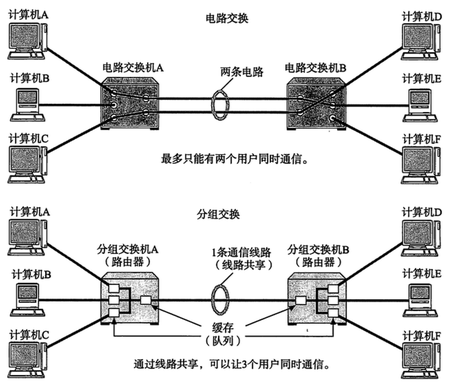 电路交换
计算机A
计算机B
计算机C
电路交换机A
两条电路
电路交换机B
计算机D
计算机E
计算机F
最多只能有两个用户同时通信。
分组交换
计算机A
计算机B
计算机C
分组交换机A
（路由器）
1条通信线路
（线路共享）
分组交换机B
（路由器）
计算机D
计算机E
计算机F
缓存
（队列）
通过线路共享，可以让3个用户同时通信。